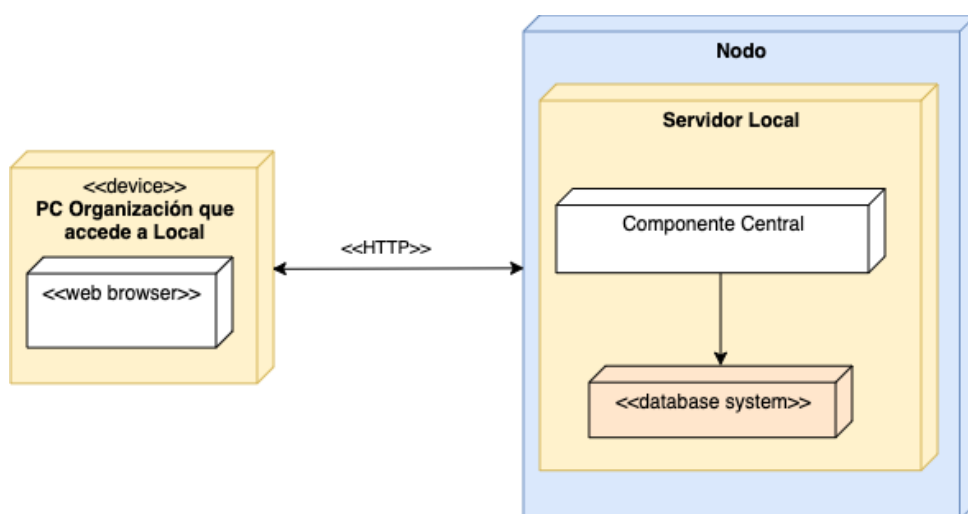 <<device>>
PC Organización que
accede a Local
<<web browser>>
<<HTTP>>
Nodo
Servidor Local
Componente Central
<<database system>>